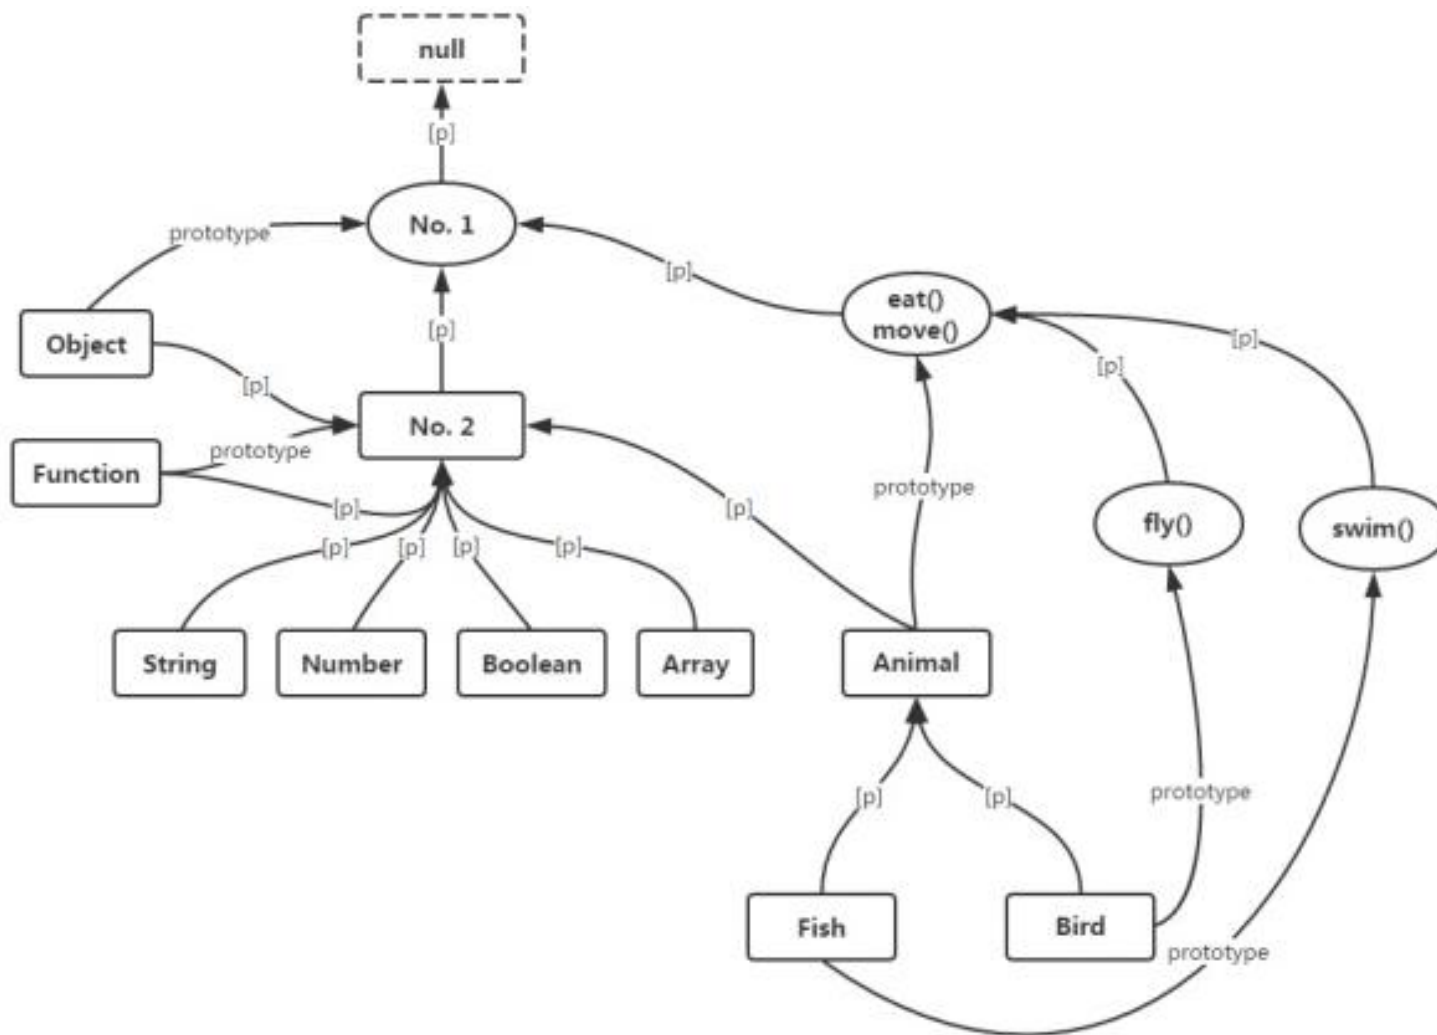 null
[p]
No. 1
prototype
[p]
eat()
move()
[p]
Object
[p]
[p]
[p]
No. 2
prototype
Function
[p]
prototype
[p]
fly()
swim()
[p]
[p]
[p]
[p]
String
Number
Boolean
Array
Animal
[p]
[p]
prototype
Fish
Bird
prototype